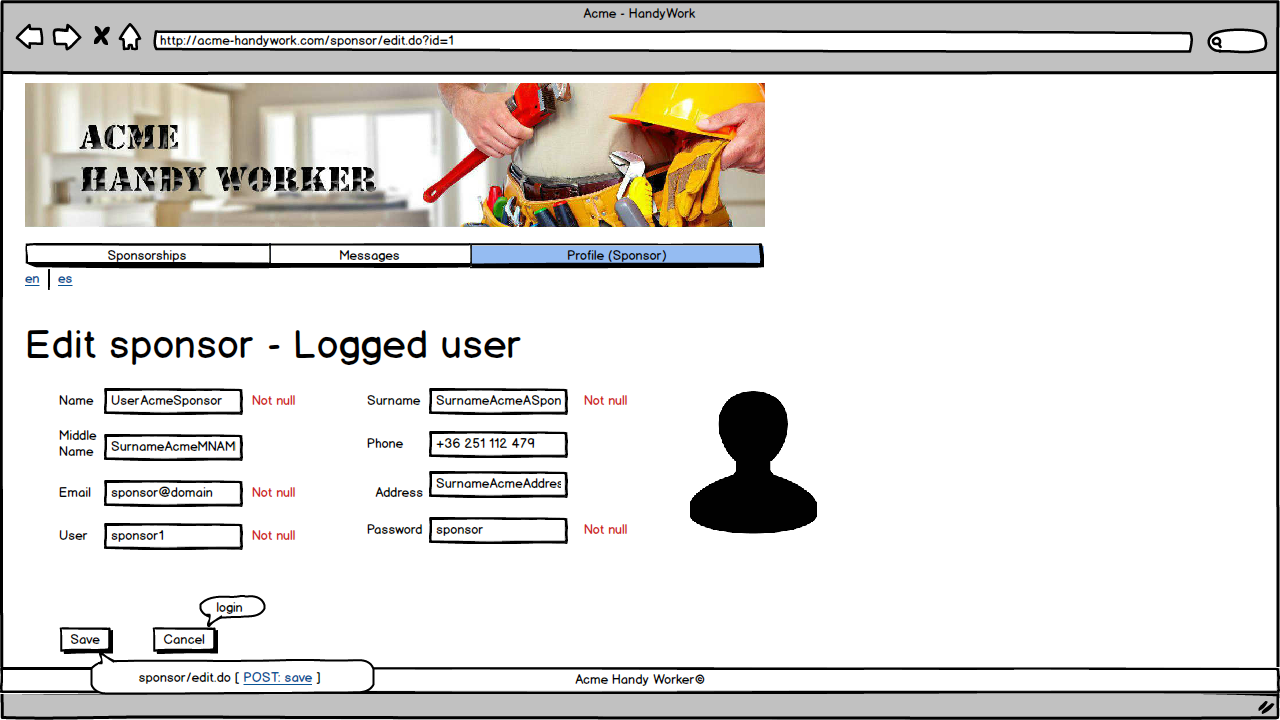 Acme - HandyWork
http://acme-handywork.com/sponsor/edit.do?id=1
ACME
HANDY WORKER
Sponsorships Messages Profile (Sponsor)
en es
Edit sponsor - Logged user
Name UserAcmeSponsor Not null Surname SurnameAcmeASpon Not null
Middle Name SurnameAcmeMNAM Phone +36 251 112 479
Email sponsor@domain Not null Address SurnameAcmeAddres
User sponsor1 Not null Password sponsor Not null
login
Save Cancel
sponsor/edit.do [ POST: save ] Acme Handy Worker©